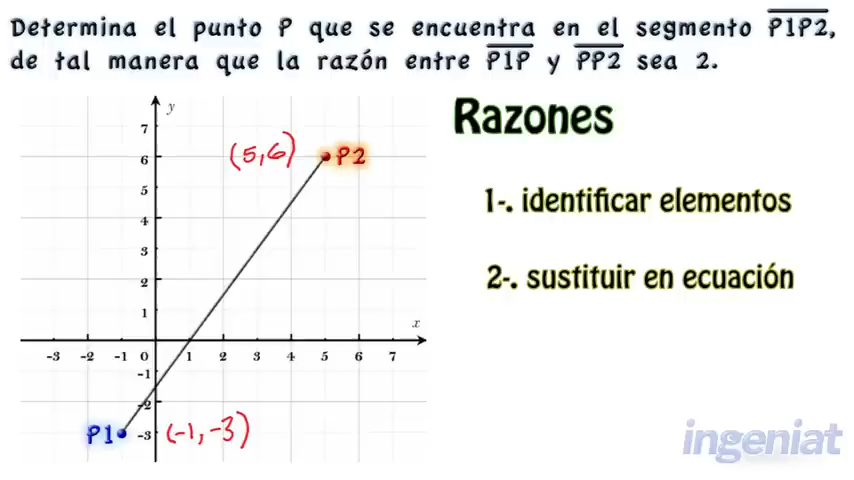 Determina el punto P que se encuentra en el segmento P1P2,
de tal manera que la razón entre P1P y PP2 sea 2.
Razones
1-. identificar elementos
2-. sustituir en ecuación
y
7
6
5
4
3
2
1
(5,6) P2
x
-3 -2 -1 0 1 2 3 4 5 6 7
-1
-2
-3
P1 (-1,-3)
ingeniat